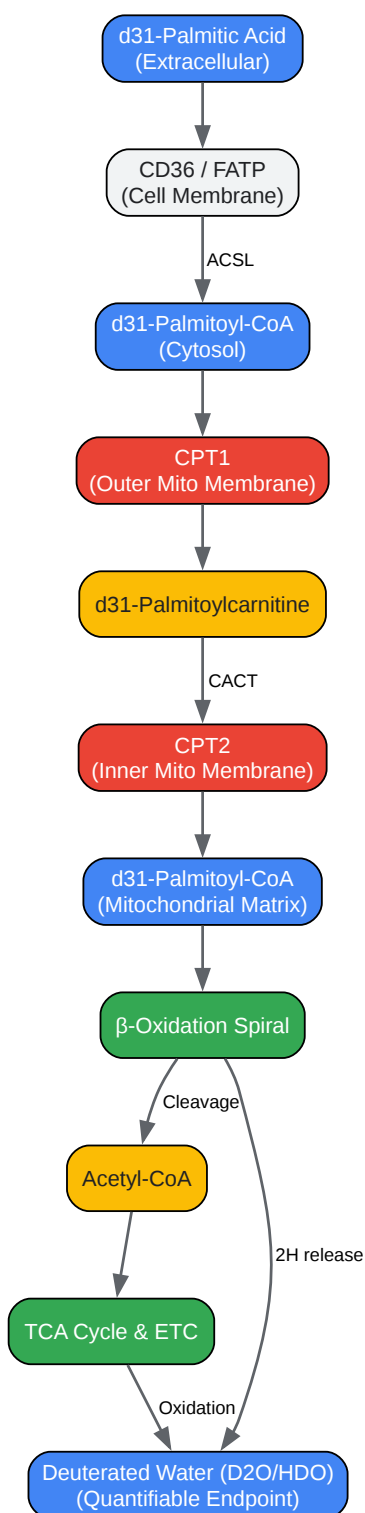 d31-Palmitic Acid
(Extracellular)
CD36 / FATP
(Cell Membrane)
ACSL
d31-Palmitoyl-CoA
(Cytosol)
CPT1
(Outer Mito Membrane)
d31-Palmitoylcarnitine
CACT
CPT2
(Inner Mito Membrane)
d31-Palmitoyl-CoA
(Mitochondrial Matrix)
β-Oxidation Spiral
Cleavage
Acetyl-CoA
2H release
TCA Cycle & ETC
Oxidation
Deuterated Water (D2O/HDO)
(Quantifiable Endpoint)